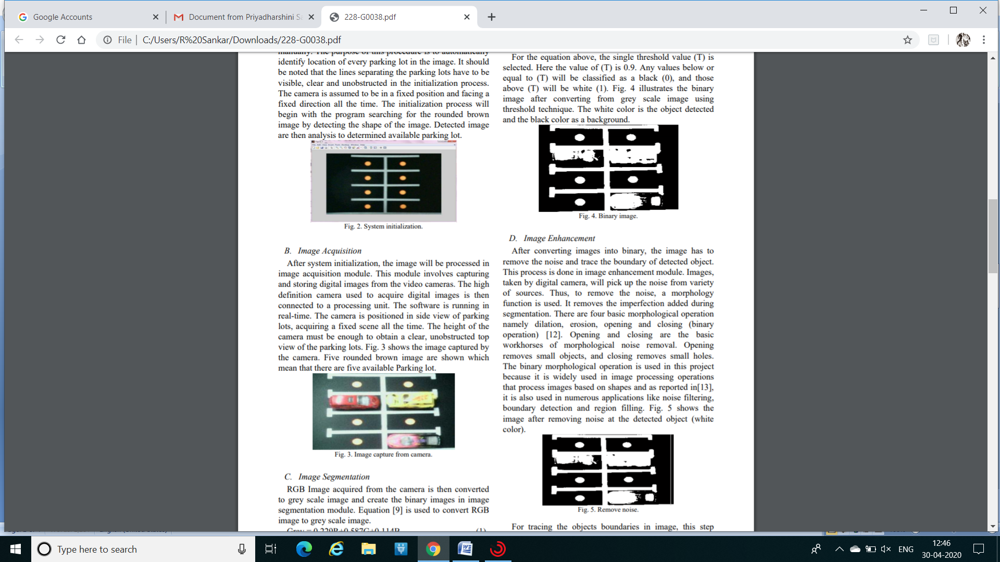 Google Accounts
Document from Priyadharshini Sa
228-G0038.pdf
File
C:/Users/R%20Sankar/Downloads/228-G0038.pdf
manually. The purpose of this procedure is to automatically
identify location of every parking lot in the image. It should
be noted that the lines separating the parking lots have to be
visible, clear and unobstructed in the initialization process.
The camera is assumed to be in a fixed position and facing a
fixed direction all the time. The initialization process will
begin with the program searching for the rounded brown
image by detecting the shape of the image. Detected image
are then analysis to determined available parking lot.
Fig. 2. System initialization.
B. Image Acquisition
After system initialization, the image will be processed in
image acquisition module. This module involves capturing
and storing digital images from the video cameras. The high
definition camera used to acquire digital images is then
connected to a processing unit. The software is running in
real-time. The camera is positioned in side view of parking
lots, acquiring a fixed scene all the time. The height of the
camera must be enough to obtain a clear, unobstructed top
view of the parking lots. Fig. 3 shows the image captured by
the camera. Five rounded brown image are shown which
mean that there are five available Parking lot.
Fig. 3. Image capture from camera.
C. Image Segmentation
RGB Image acquired from the camera is then converted
to grey scale image and create the binary images in image
segmentation module. Equation [9] is used to convert RGB
image to grey scale image.
Gray = 0.229R+0.587G+0.114B (1)
For the equation above, the single threshold value (T) is
selected. Here the value of (T) is 0.9. Any values below or
equal to (T) will be classified as a black (0), and those
above (T) will be white (1). Fig. 4 illustrates the binary
image after converting from grey scale image using
threshold technique. The white color is the object detected
and the black color as a background.
Fig. 4. Binary image.
D. Image Enhancement
After converting images into binary, the image has to
remove the noise and trace the boundary of detected object.
This process is done in image enhancement module. Images,
taken by digital camera, will pick up the noise from variety
of sources. Thus, to remove the noise, a morphology
function is used. It removes the imperfection added during
segmentation. There are four basic morphological operation
namely dilation, erosion, opening and closing (binary
operation) [12]. Opening and closing are the basic
workhorses of morphological noise removal. Opening
removes small objects, and closing removes small holes.
The binary morphological operation is used in this project
because it is widely used in image processing operations
that process images based on shapes and as reported in[13],
it is also used in numerous applications like noise filtering,
boundary detection and region filling. Fig. 5 shows the
image after removing noise at the detected object (white
color).
Fig. 5. Remove noise.
For tracing the objects boundaries in image, this step
Type here to search
ENG
12:46
30-04-2020